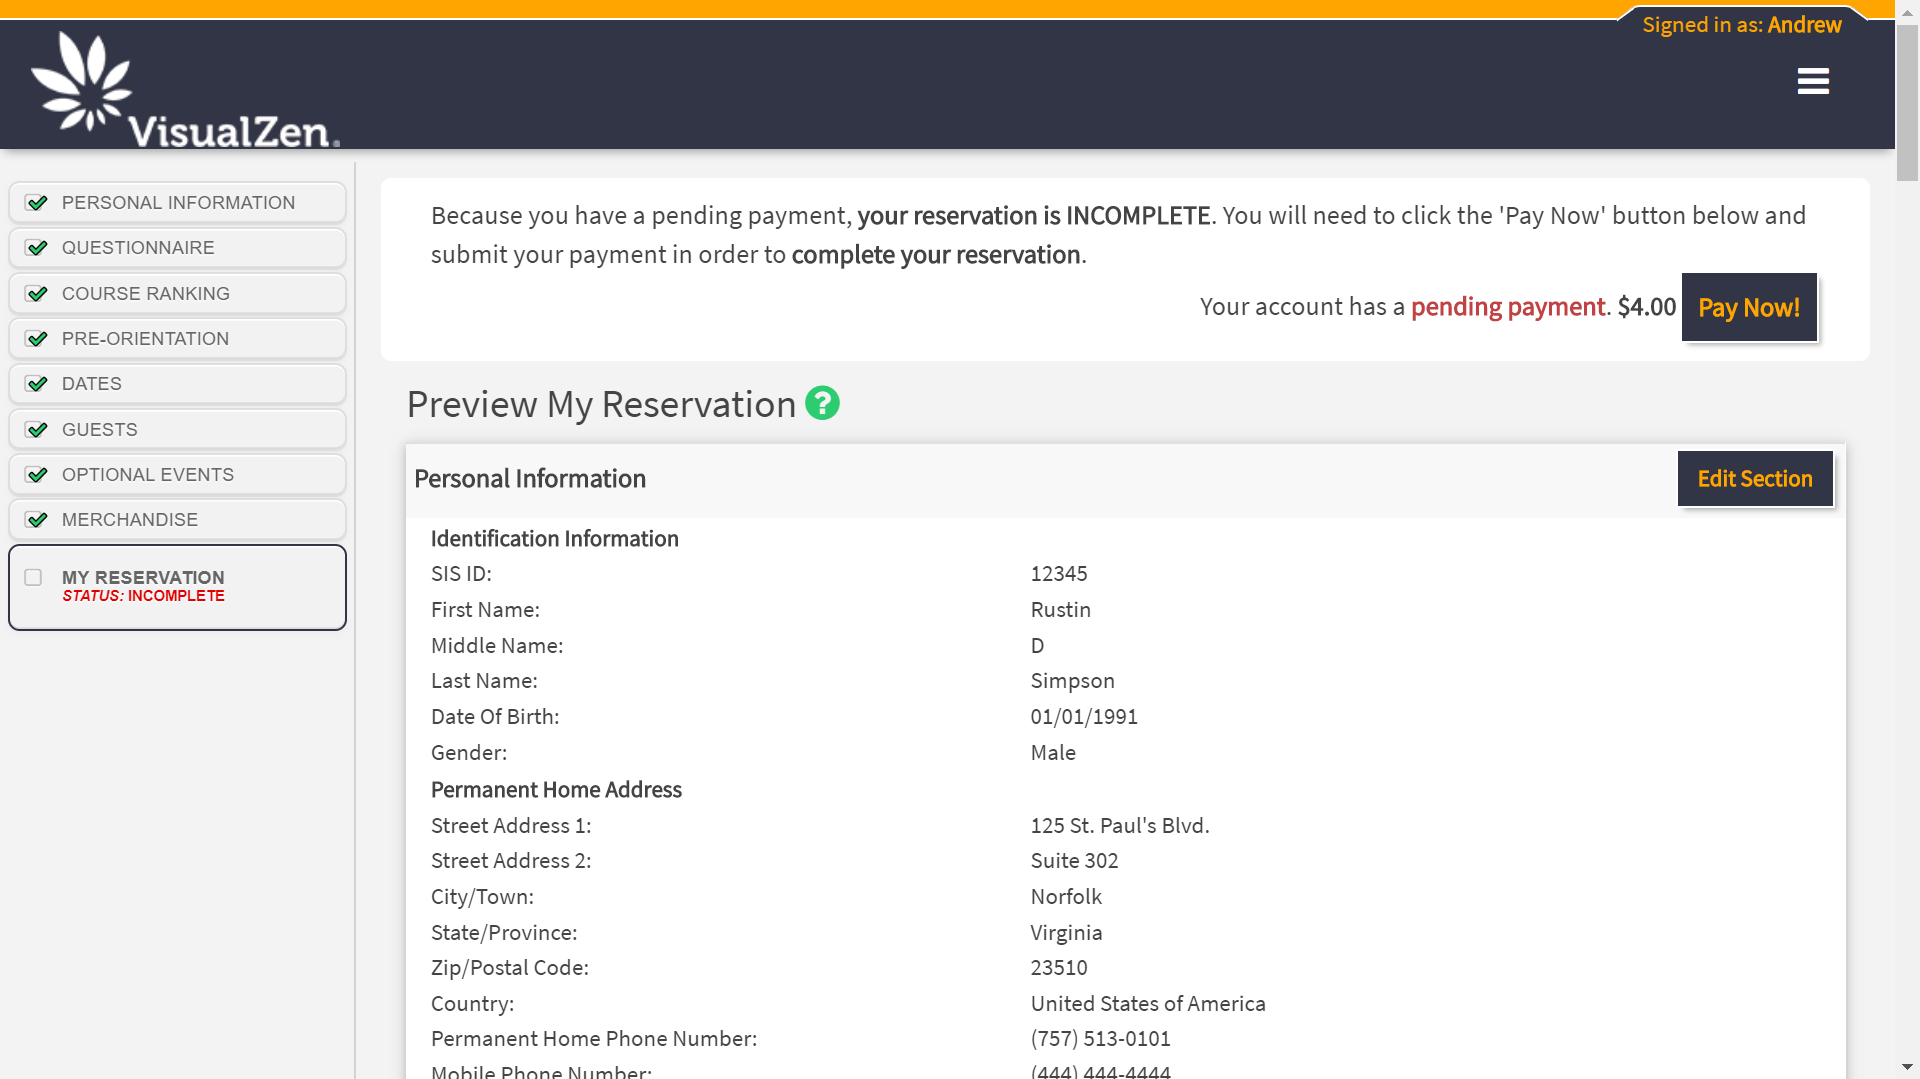 Signed in as: Andrew
VisualZen
PERSONAL INFORMATION
QUESTIONNAIRE
COURSE RANKING
PRE-ORIENTATION
DATES
GUESTS
OPTIONAL EVENTS
MERCHANDISE
MY RESERVATION
STATUS: INCOMPLETE
Because you have a pending payment, your reservation is INCOMPLETE. You will need to click the 'Pay Now' button below and
submit your payment in order to complete your reservation.
Your account has a pending payment. $4.00 Pay Now!
Preview My Reservation ?
Personal Information Edit Section
Identification Information
SIS ID: 12345
First Name: Rustin
Middle Name: D
Last Name: Simpson
Date Of Birth: 01/01/1991
Gender: Male
Permanent Home Address
Street Address 1: 125 St. Paul's Blvd.
Street Address 2: Suite 302
City/Town: Norfolk
State/Province: Virginia
Zip/Postal Code: 23510
Country: United States of America
Permanent Home Phone Number: (757) 513-0101
Mobile Phone Number: (444) 444-4444